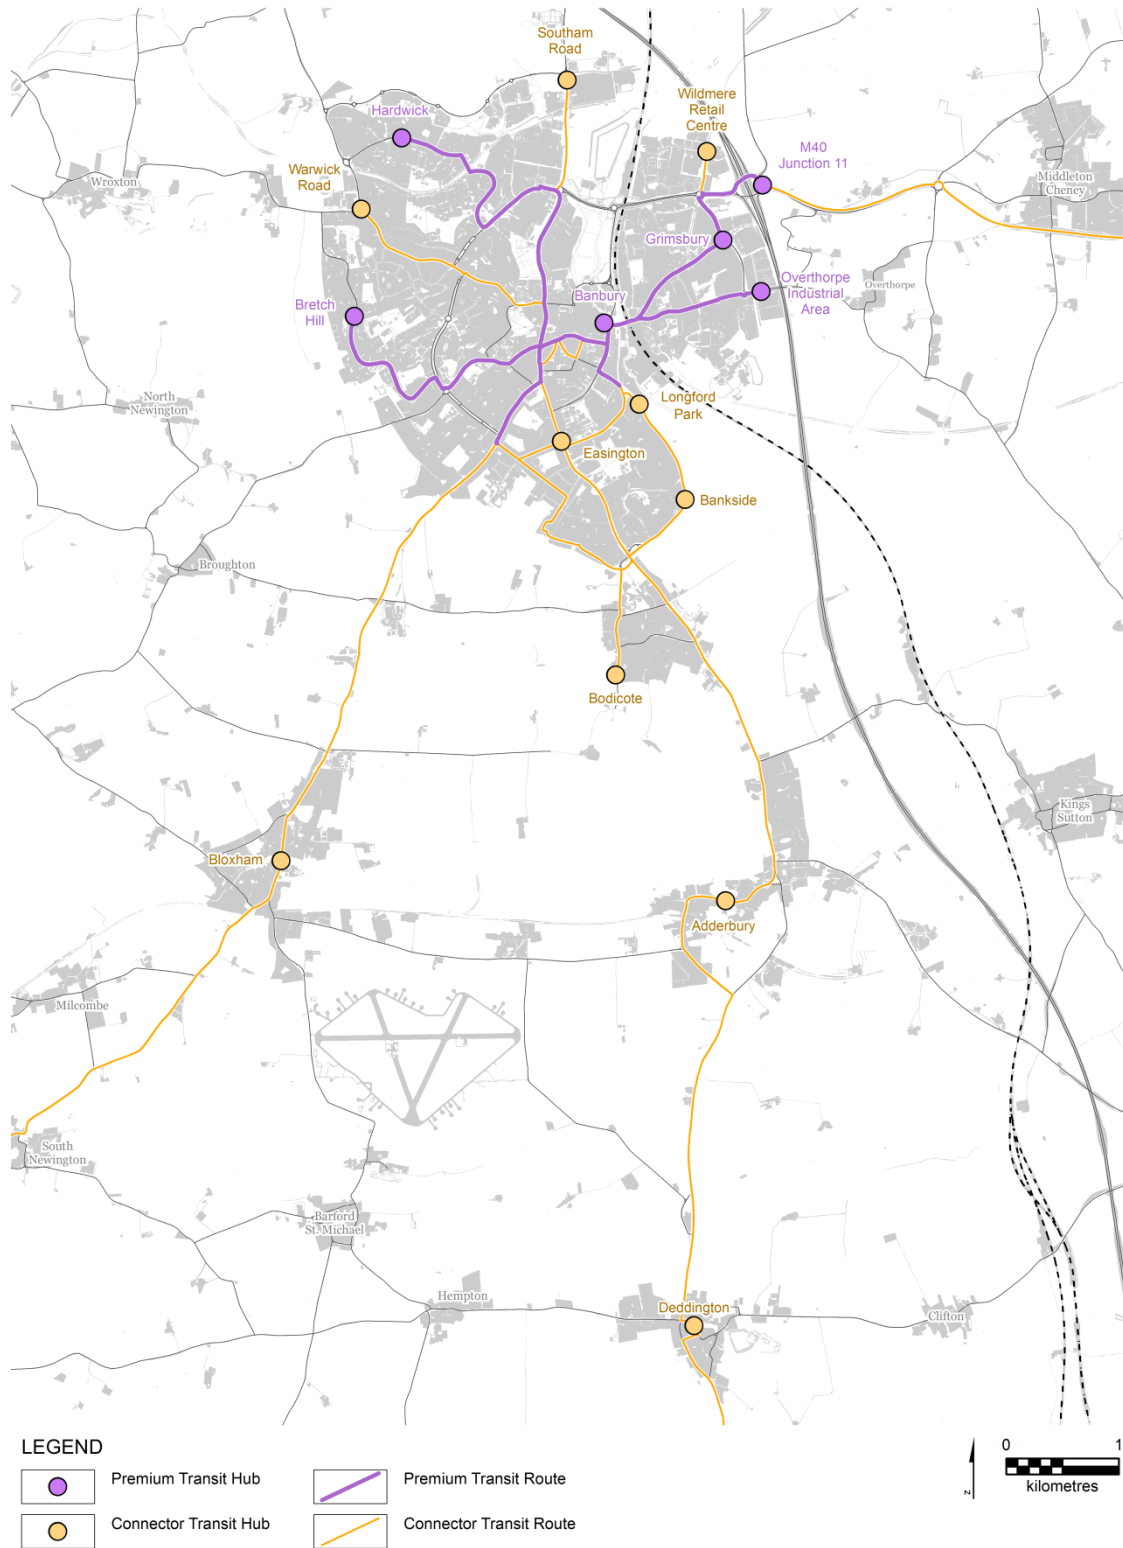 Southam
Road
Hardwick
Wildmere
Retail
Centre
M40
Junction 11
Warwick
Road
Wroxton
Middleton
Cheney
Grimsbury
Overthorpe
Industrial
Area
Overthorpe
Bretch
Hill
Banbury
North
Newington
Longford
Park
Easington
Bankside
Broughton
Bodicote
Kings
Sutton
Bloxham
Adderbury
Milcombe
South
Newington
Barford
St. Michael
Hempton
Deddington
Clifton
LEGEND
Premium Transit Hub
Premium Transit Route
Connector Transit Hub
Connector Transit Route
N
0 1
kilometres